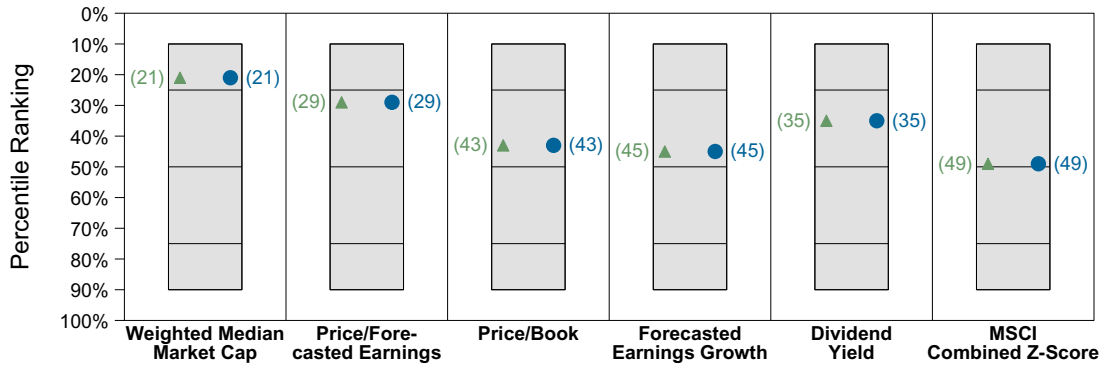 Percentile Ranking
0%
10%
20%
30%
40%
50%
60%
70%
80%
90%
100%
(21)
(21)
(29)
(29)
(43)
(43)
(45)
(45)
(35)
(35)
(49)
(49)
Weighted Median
Market Cap
Price/Fore-
casted Earnings
Price/Book
Forecasted
Earnings Growth
Dividend
Yield
MSCI
Combined Z-Score